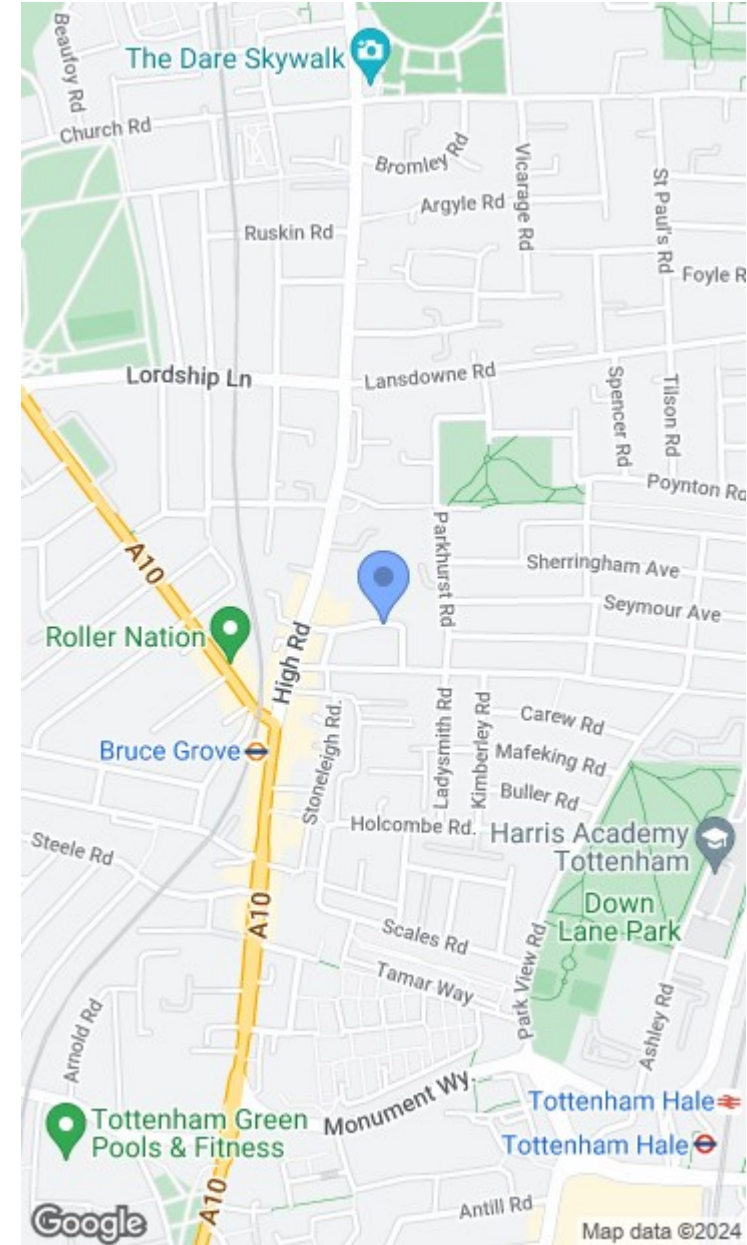 Beaufoy Rd
The Dare Skywalk
Church Rd
Bromley Rd
Vicarage Rd
St Paul's Rd
Argyle Rd
Ruskin Rd
Foyle R
Lordship Ln
Lansdowne Rd
Spencer Rd
Tilson Rd
Poynton Rd
A10
Parkhurst Rd
Sherringham Ave
Seymour Ave
Roller Nation
High Rd
Ladysmith Rd
Kimberley Rd
Carew Rd
Bruce Grove
Stoneleigh Rd.
Mafeking Rd
Buller Rd
Holcombe Rd.
Harris Academy
Tottenham
Steele Rd
A10
Down
Lane Park
Scales Rd
Tamar Way
Park View Rd
Arnold Rd
Ashley Rd
Monument Wy.
Tottenham Hale
Tottenham Green
Pools & Fitness
Tottenham Hale
A10
Antill Rd
Google
Map data ©2024